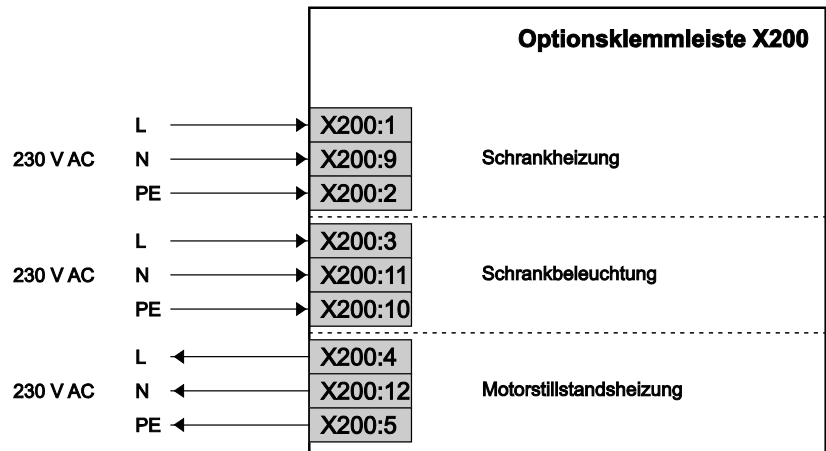 Optionsklemmleiste X200
L X200:1
230 V AC N X200:9 Schrankheizung
PE X200:2
L X200:3
230 V AC N X200:11 Schrankbeleuchtung
PE X200:10
L X200:4
230 V AC N X200:12 Motorstillstandsheizung
PE X200:5